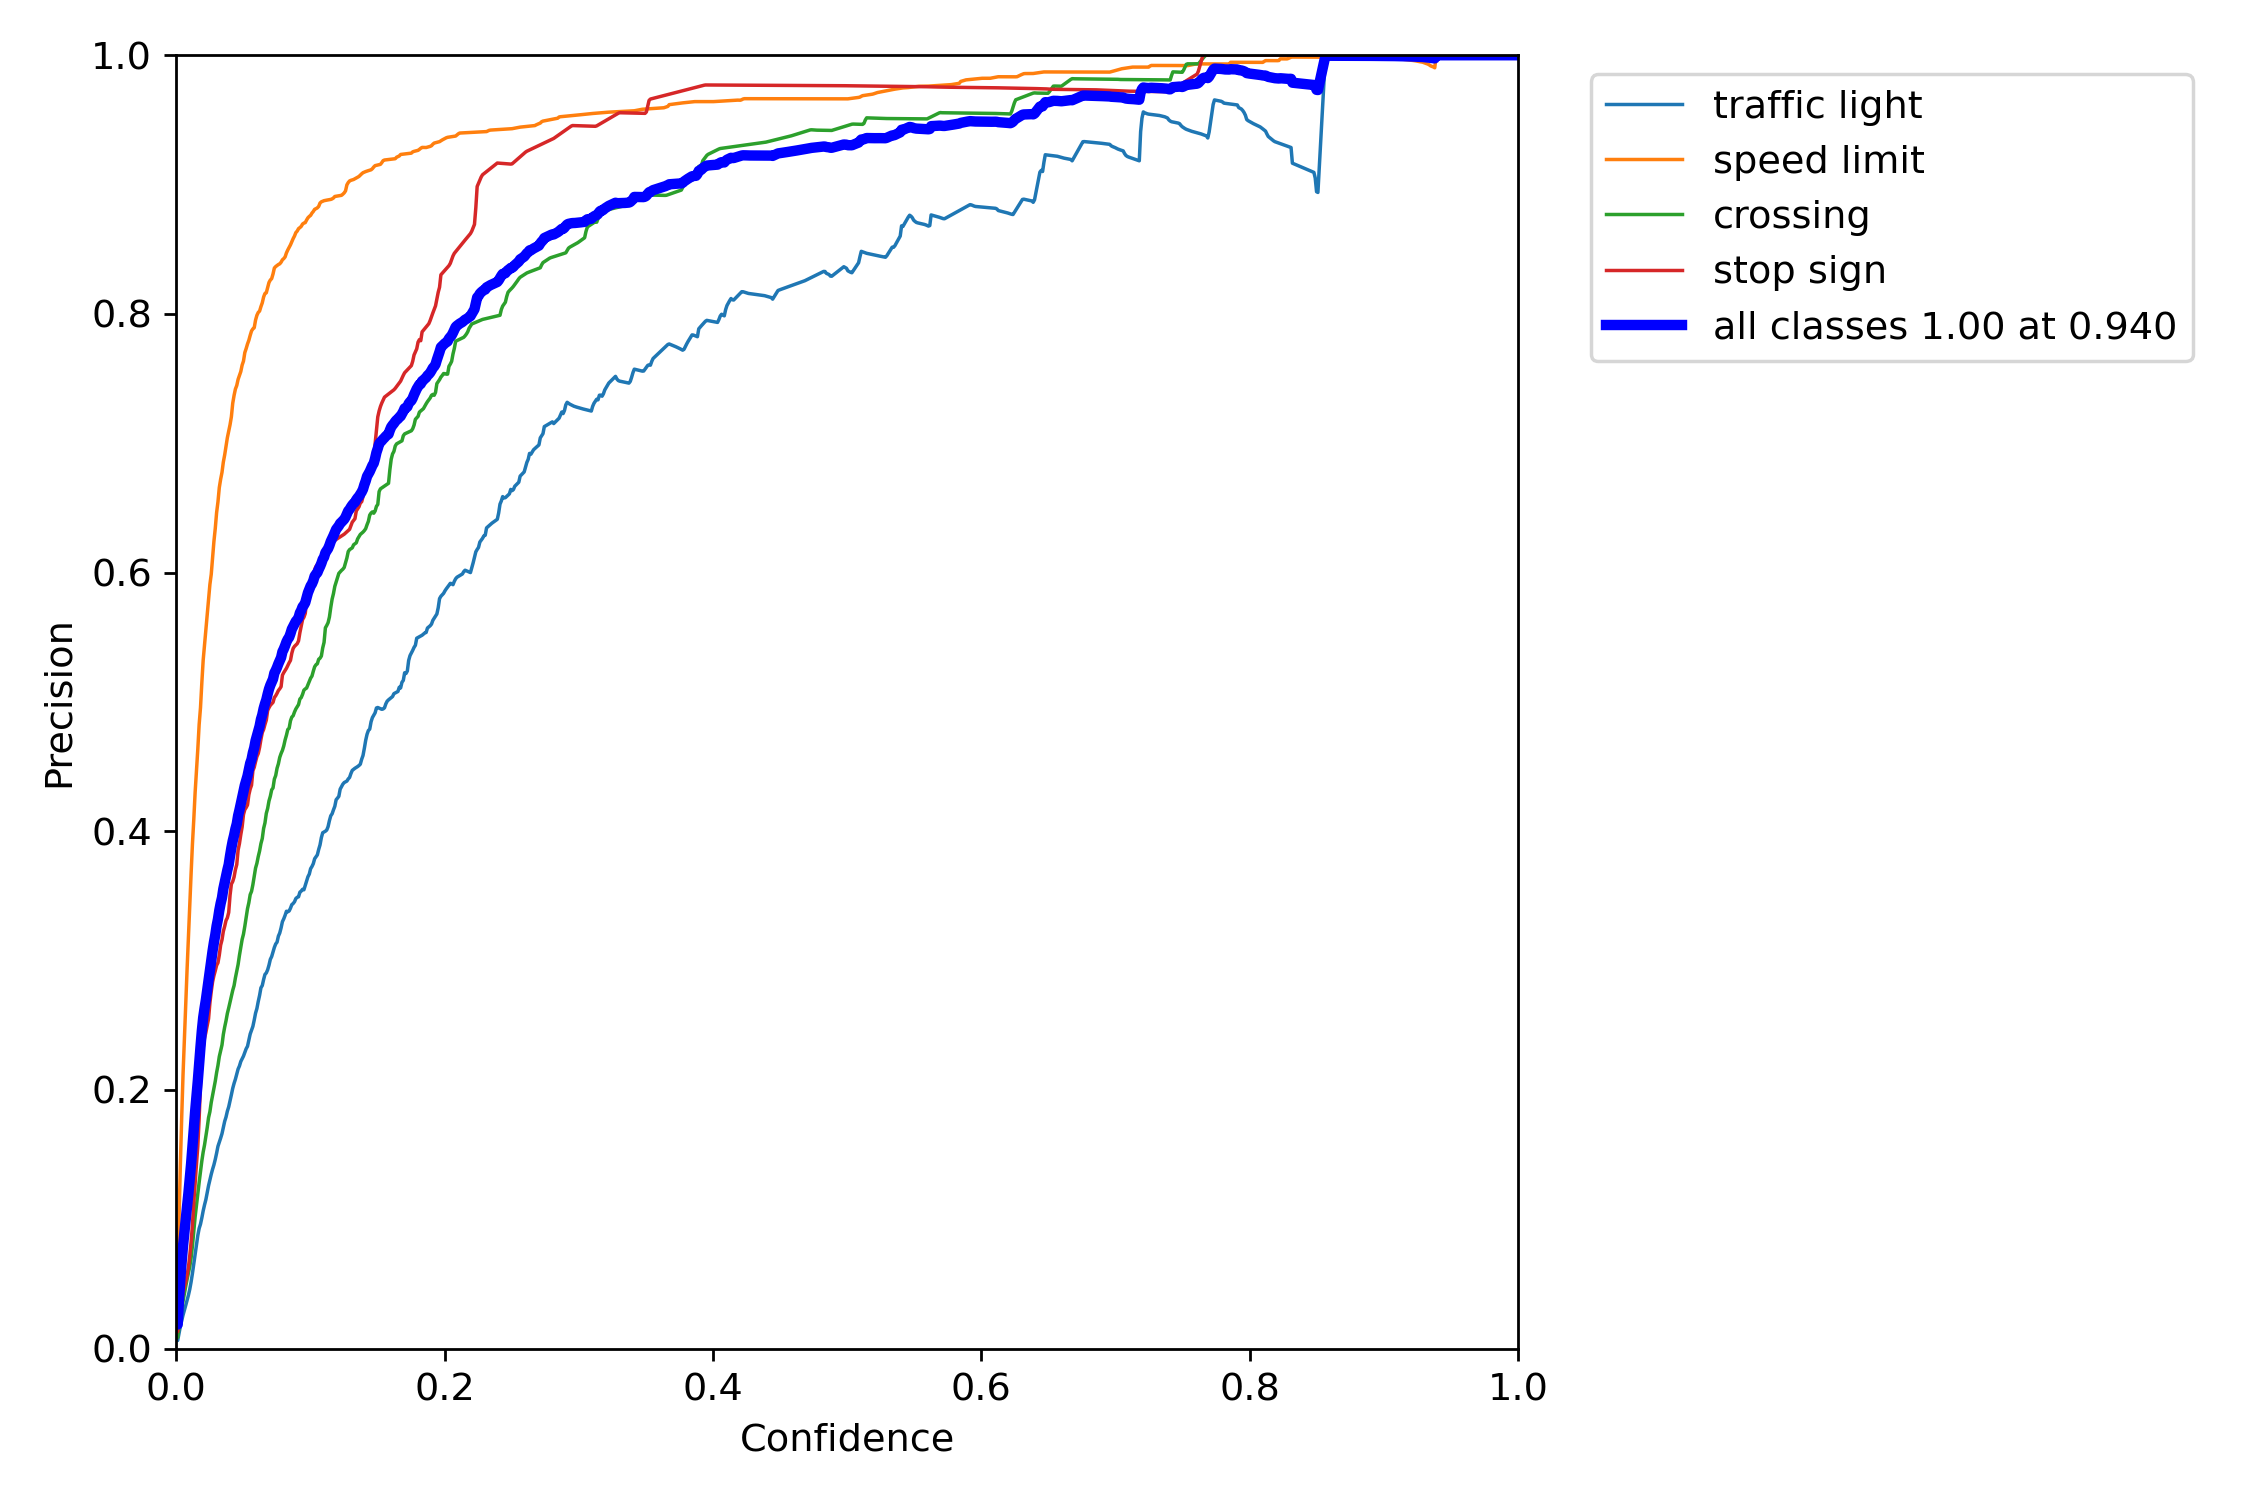 1.0
0.8
0.6
0.4
0.2
0.0
0.0 0.2 0.4 0.6 0.8 1.0
Precision
Confidence
traffic light
speed limit
crossing
stop sign
all classes 1.00 at 0.940